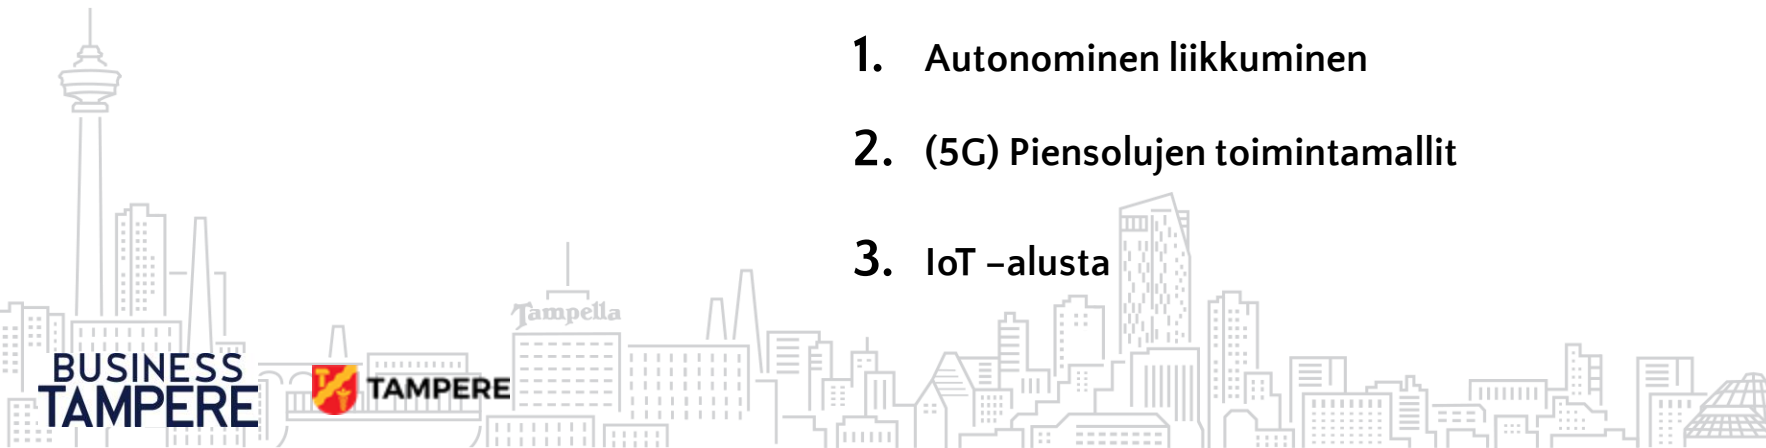 1. Autonominen liikkuminen
2. (5G) Piensolujen toimintamallit
3. IoT –alusta
Tampella
BUSINESS
TAMPERE
TAMPERE